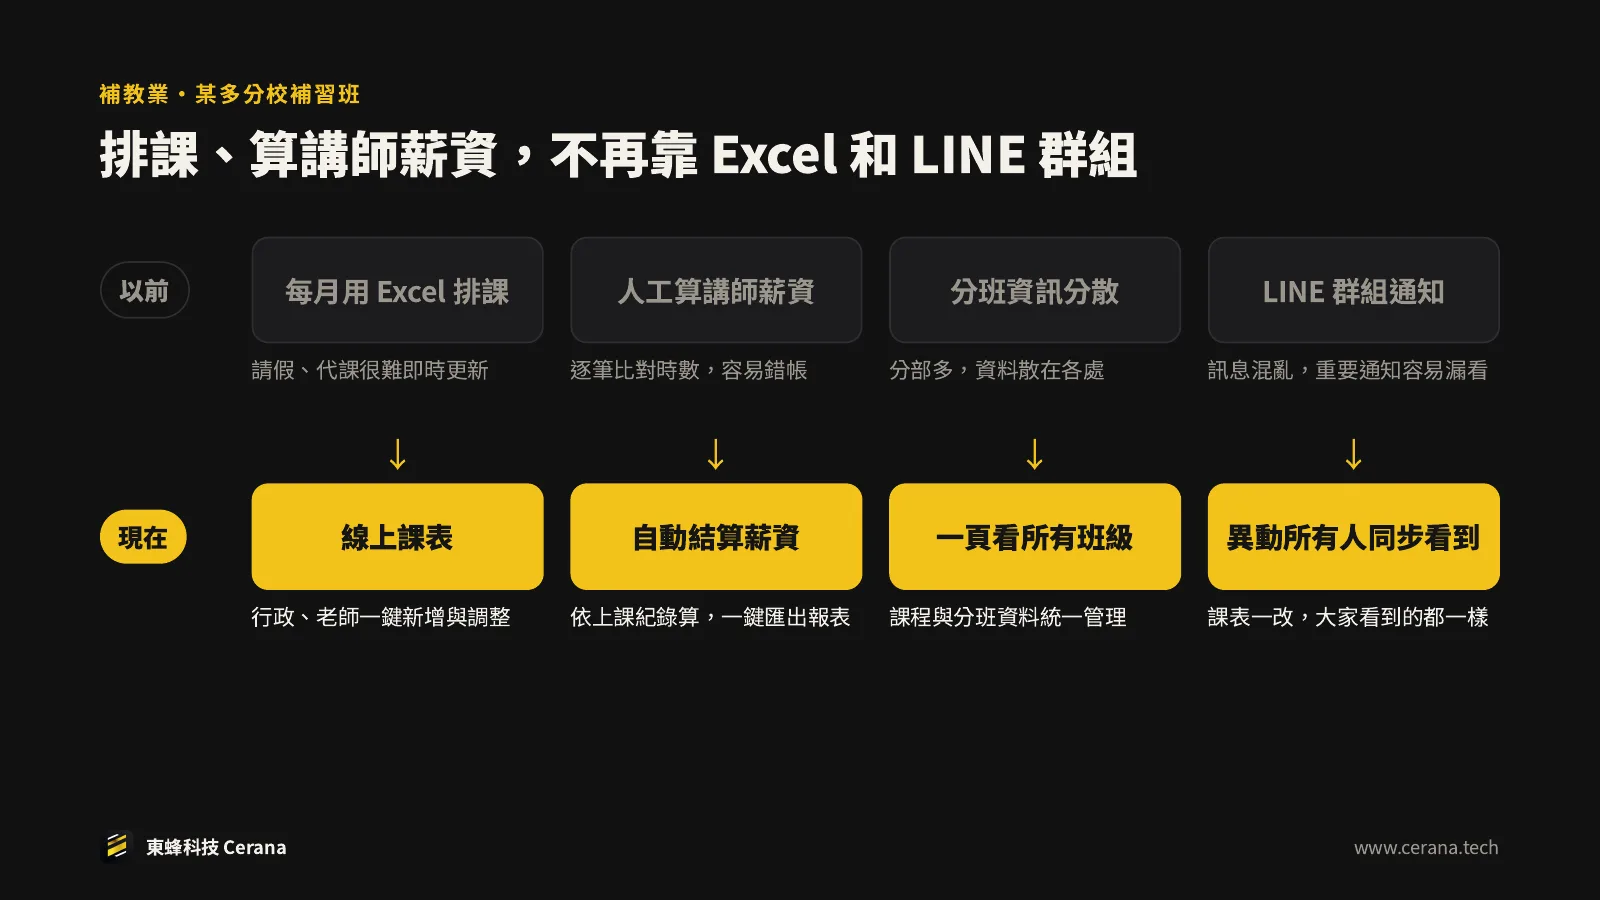 補教業・某多分校補習班
排課、算講師薪資，不再靠 Excel 和 LINE 群組
以前
每月用 Excel 排課
人工算講師薪資
分班資訊分散
LINE 群組通知
請假、代課很難即時更新
逐筆比對時數，容易錯帳
分部多，資料散在各處
訊息混亂，重要通知容易漏看
↓ ↓ ↓ ↓
現在
線上課表
自動結算薪資
一頁看所有班級
異動所有人同步看到
行政、老師一鍵新增與調整
依上課紀錄算，一鍵匯出報表
課程與分班資料統一管理
課表一改，大家看到的都一樣
東蜂科技 Cerana
www.cerana.tech